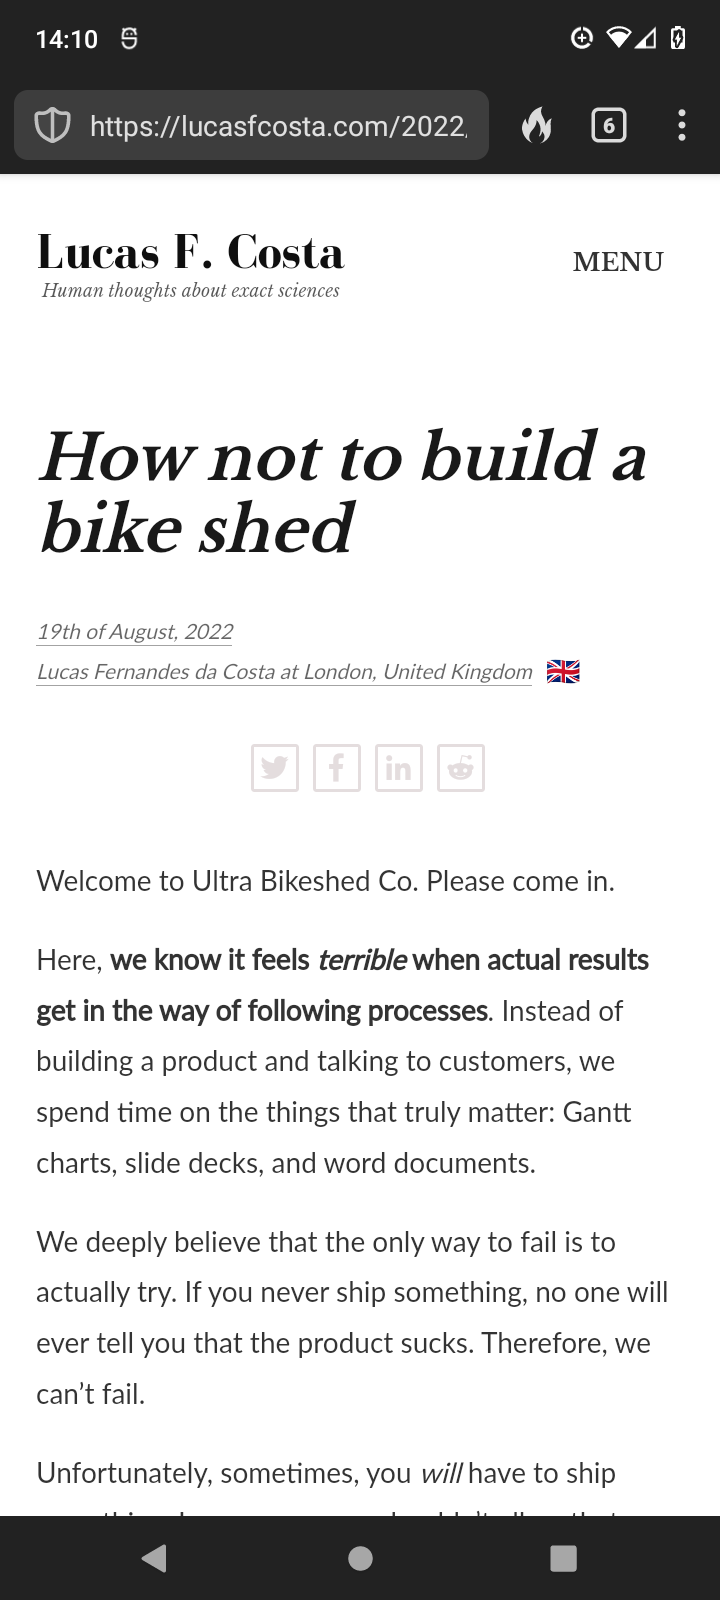 14:10
https://lucasfcosta.com/2022
6
Lucas F. Costa
Human thoughts about exact sciences
MENU
How not to build a
bike shed
19th of August, 2022
Lucas Fernandes da Costa at London, United Kingdom
Welcome to Ultra Bikeshed Co. Please come in.
Here, we know it feels terrible when actual results
get in the way of following processes. Instead of
building a product and talking to customers, we
spend time on the things that truly matter: Gantt
charts, slide decks, and word documents.
We deeply believe that the only way to fail is to
actually try. If you never ship something, no one will
ever tell you that the product sucks. Therefore, we
can’t fail.
Unfortunately, sometimes, you will have to ship